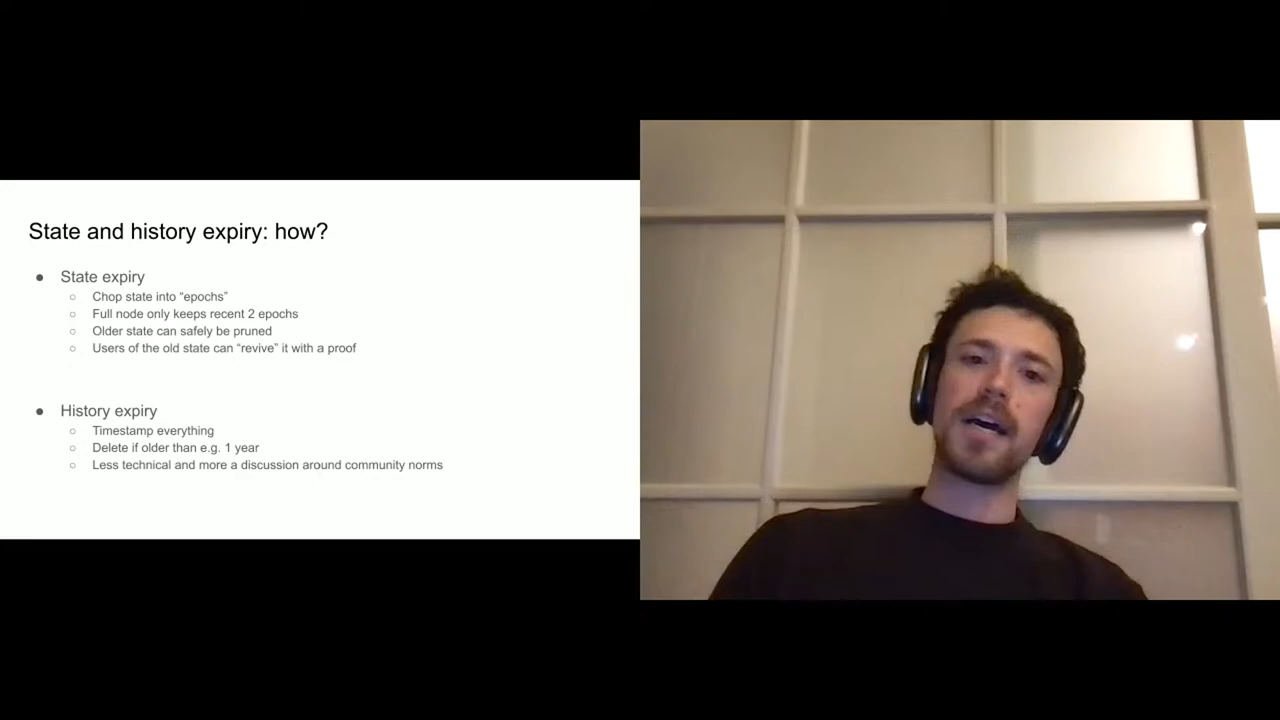 State and history expiry: how?
● State expiry
○ Chop state into “epochs”
○ Full node only keeps recent 2 epochs
○ Older state can safely be pruned
○ Users of the old state can “revive” it with a proof
● History expiry
○ Timestamp everything
○ Delete if older than e.g. 1 year
○ Less technical and more a discussion around community norms